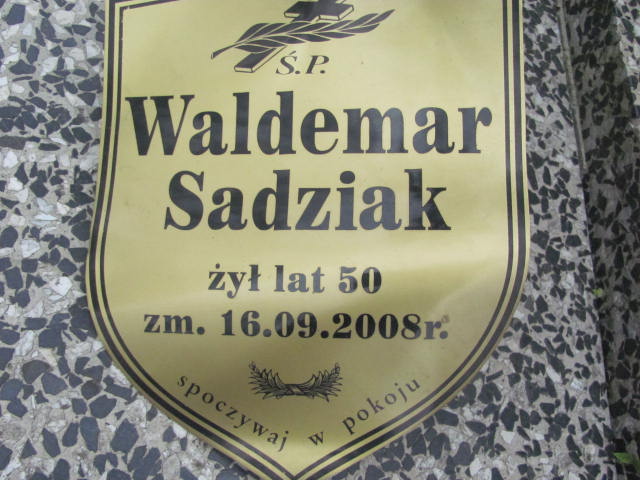 Ś.P.
Waldemar
Sadziak
żył lat 50
zm. 16.09.2008r.
spoczywaj w pokoju